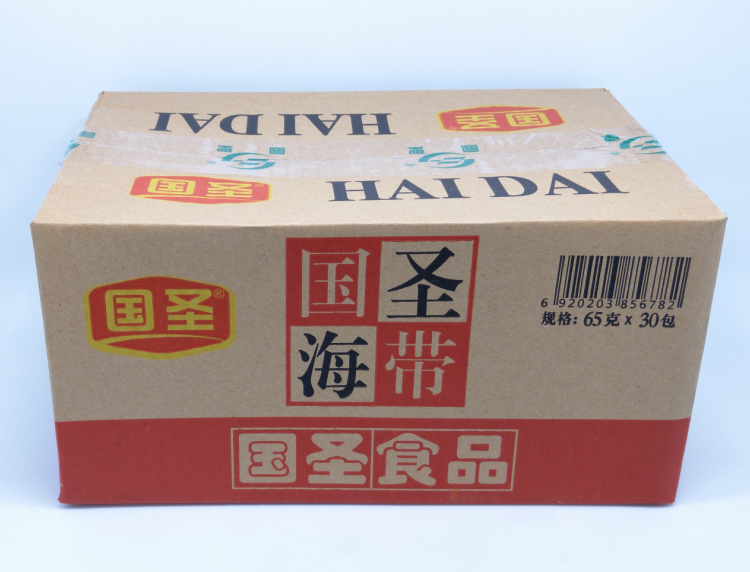 HAI DAI
国圣
国圣®
HAI DAI
国圣®
国圣
海带
6 920203 856782
规格：65克 x 30包
国圣食品